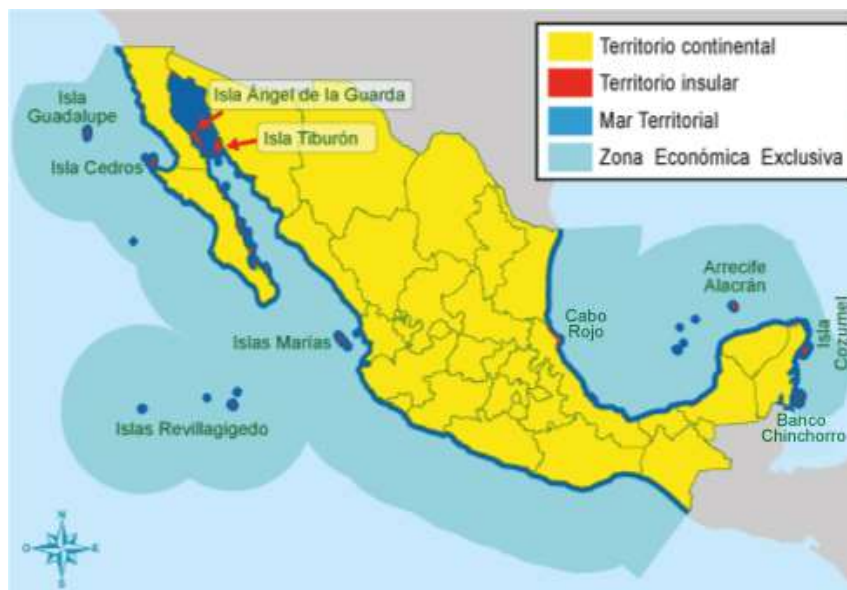 Territorio continental
Territorio insular
Mar Territorial
Zona Económica Exclusiva
Isla Ángel de la Guarda
Isla
Guadalupe
Isla Tiburón
Isla Cedros
Arrecife
Alacrán
Cabo
Rojo
Isla
Cozumel
Islas Marías
Banco
Chinchorro
Islas Revillagigedo
N
O
E
S